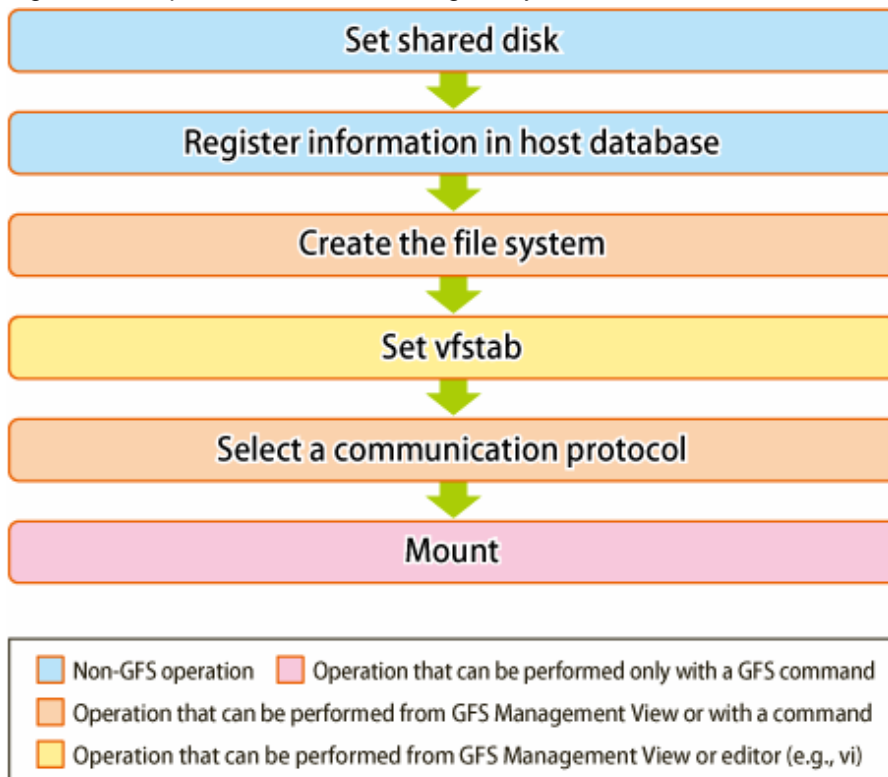 Set shared disk
Register information in host database
Create the file system
Set vfstab
Select a communication protocol
Mount
Non-GFS operation Operation that can be performed only with a GFS command
Operation that can be performed from GFS Management View or with a command
Operation that can be performed from GFS Management View or editor (e.g., vi)